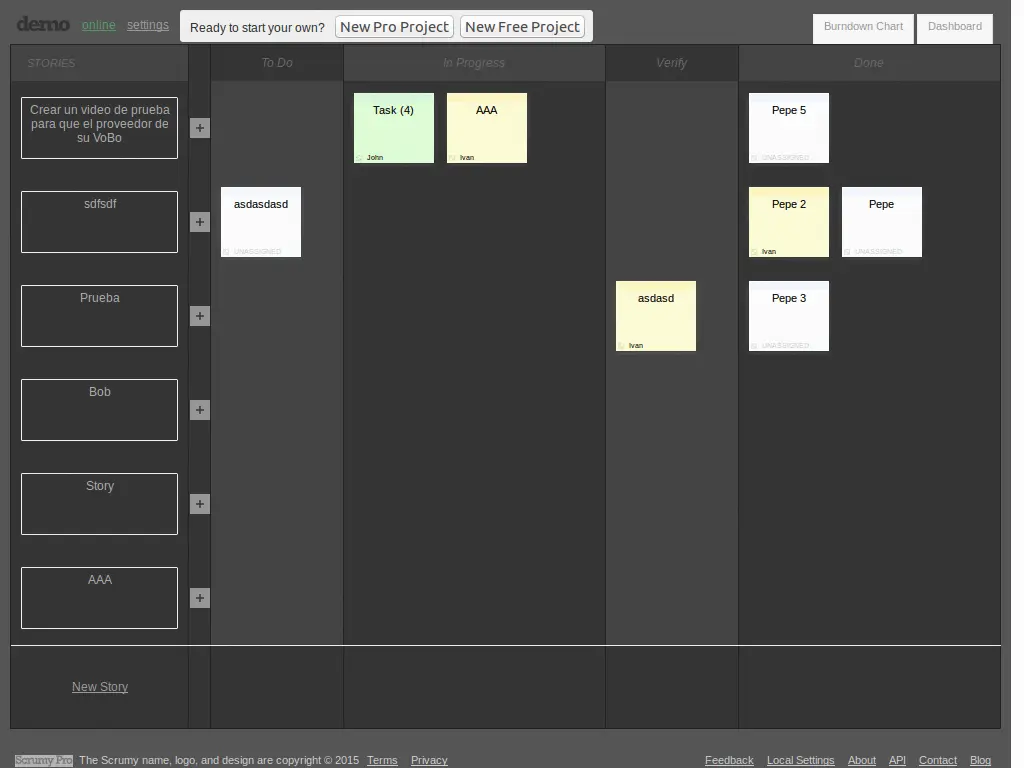 demo online settings Ready to start your own? New Pro Project New Free Project Burndown Chart Dashboard
STORIES To Do In Progress Verify Done
Crear un video de prueba
para que el proveedor de
su VoBo
+
Task (4)
John
AAA
Ivan
Pepe 5
UNASSIGNED
sdfsdf
+
asdasdasd
UNASSIGNED
Pepe 2
Ivan
Pepe
UNASSIGNED
Prueba
+
asdasd
Ivan
Pepe 3
UNASSIGNED
Bob
+
Story
+
AAA
+
New Story
Scrumy Pro The Scrumy name, logo, and design are copyright © 2015 Terms Privacy Feedback Local Settings About API Contact Blog